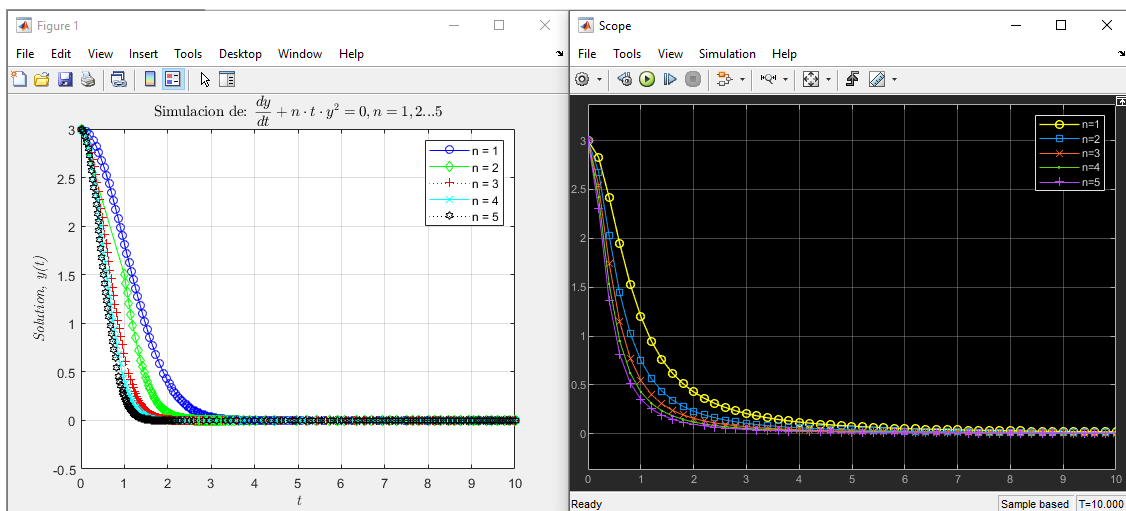 Figure 1
File Edit View Insert Tools Desktop Window Help
Simulacion de: dy/dt + n · t · y² = 0, n = 1, 2...5
n = 1
n = 2
n = 3
n = 4
n = 5
3
2.5
2
1.5
1
0.5
0
-0.5
Solution, y(t)
0 1 2 3 4 5 6 7 8 9 10
t
Scope
File Tools View Simulation Help
n=1
n=2
n=3
n=4
n=5
3
2.5
2
1.5
1
0.5
0
0 1 2 3 4 5 6 7 8 9 10
Ready Sample based T=10.000